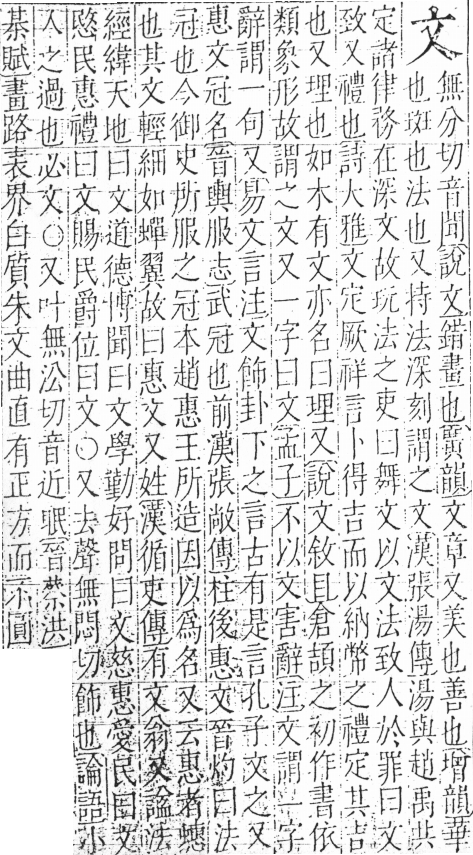 文無分切音聞說文錯畫也廣韻文章又美也善也增韻華
也斑也法也又持法深刻謂之文漢張湯傳湯與趙禹共
定諸律務在深文故玩法之吏曰舞文以文法致人於罪曰文
致又禮也詩大雅文定厥祥言卜得吉而以納幣之禮定其吉
也又理也如木有文亦名曰理又說文敘且倉頡之初作書依
類象形故謂之文又一字曰文孟子不以文害辭注文謂一字
辭謂一句又易文言注文飾卦下之言古有是言孔子文之又
惠文冠名晉輿服志武冠也前漢張敞傳柱後惠文晉灼曰法
冠也今御史所服之冠本趙惠王所造因以爲名又云惠者蟪
也其文輕細如蟬翼故曰惠文又姓漢循吏傳有文翁又諡法
經緯天地曰文道德博聞曰文學勤好問曰文慈惠愛民曰文
愍民惠禮曰文賜民爵位曰文○又去聲無悶切飾也論語小
人之過也必文○又叶無㳂切音近眠晉蔡洪
棊賦畫路表界白質朱文曲直有正方而不圓